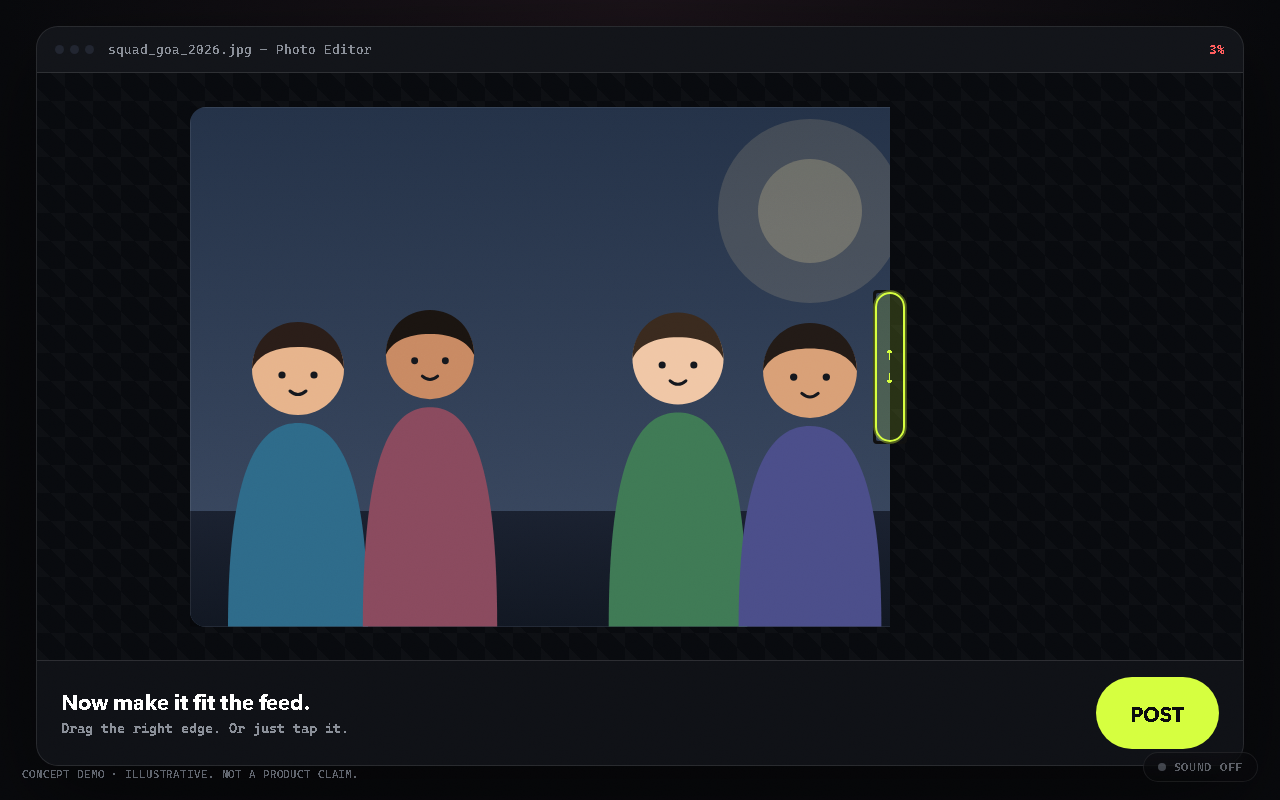 squad_goa_2026.jpg — Photo Editor
3%
Now make it fit the feed.
Drag the right edge. Or just tap it.
POST
CONCEPT DEMO · ILLUSTRATIVE. NOT A PRODUCT CLAIM.
SOUND OFF